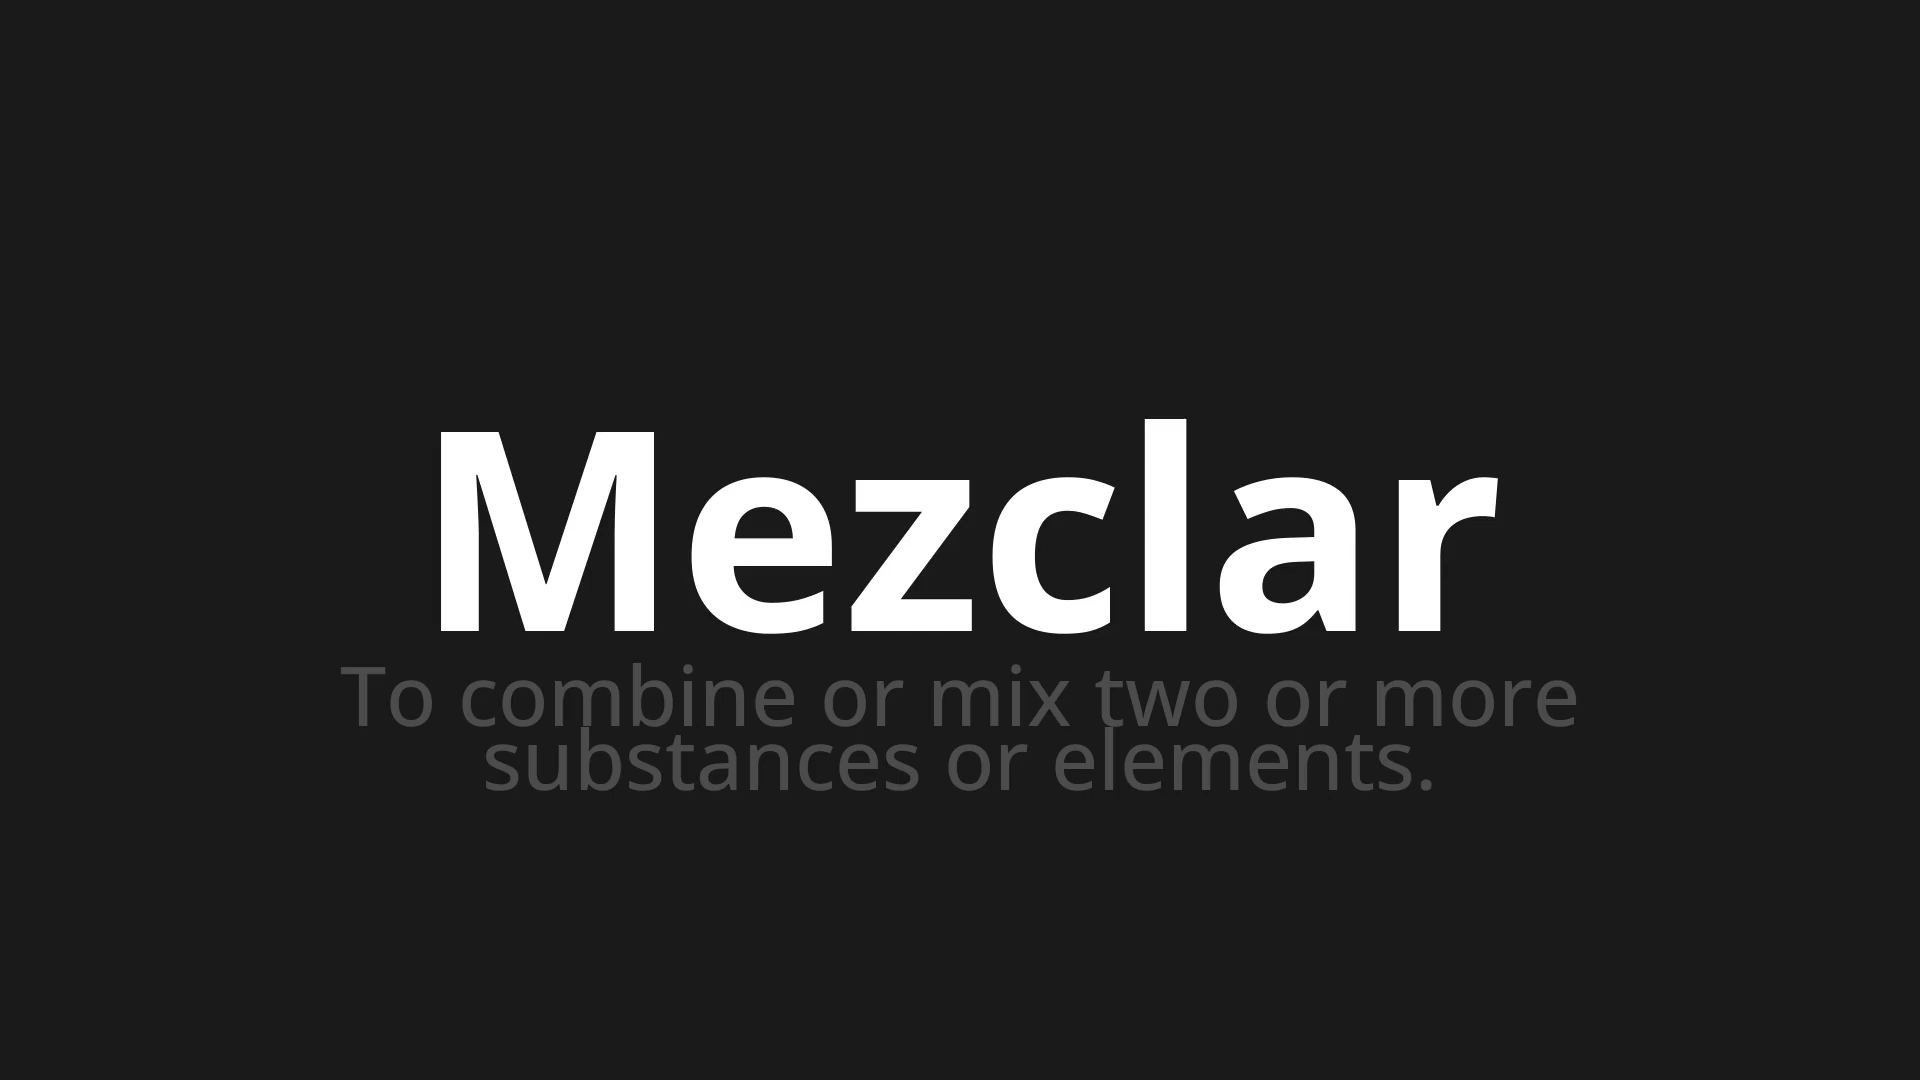 Mezclar
To combine or mix two or more
substances or elements.